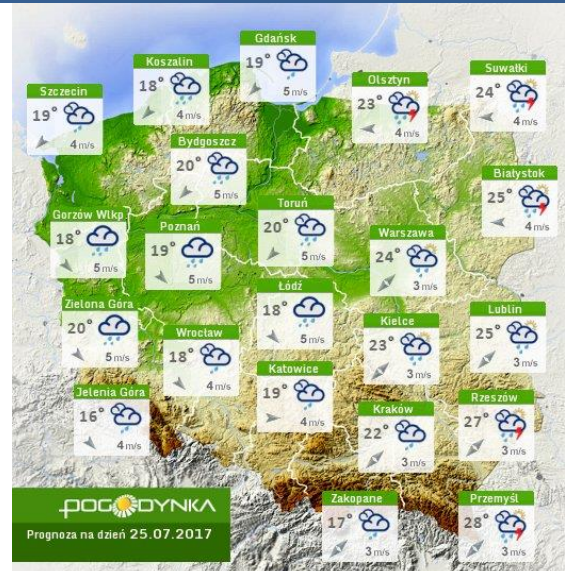 Gdańsk
19°
5 m/s
Koszalin
18°
4 m/s
Szczecin
19°
4 m/s
Olsztyn
23°
4 m/s
Suwałki
24°
4 m/s
Bydgoszcz
20°
5 m/s
Białystok
25°
4 m/s
Gorzów Wlkp
18°
5 m/s
Poznań
19°
5 m/s
Toruń
20°
5 m/s
Warszawa
24°
3 m/s
Zielona Góra
20°
5 m/s
Wrocław
18°
4 m/s
Łódź
18°
5 m/s
Kielce
23°
3 m/s
Lublin
25°
3 m/s
Jelenia Góra
16°
4 m/s
Katowice
19°
4 m/s
Kraków
22°
3 m/s
Rzeszów
27°
3 m/s
Zakopane
17°
3 m/s
Przemyśl
28°
3 m/s
POGODYNKA
Prognoza na dzień 25.07.2017